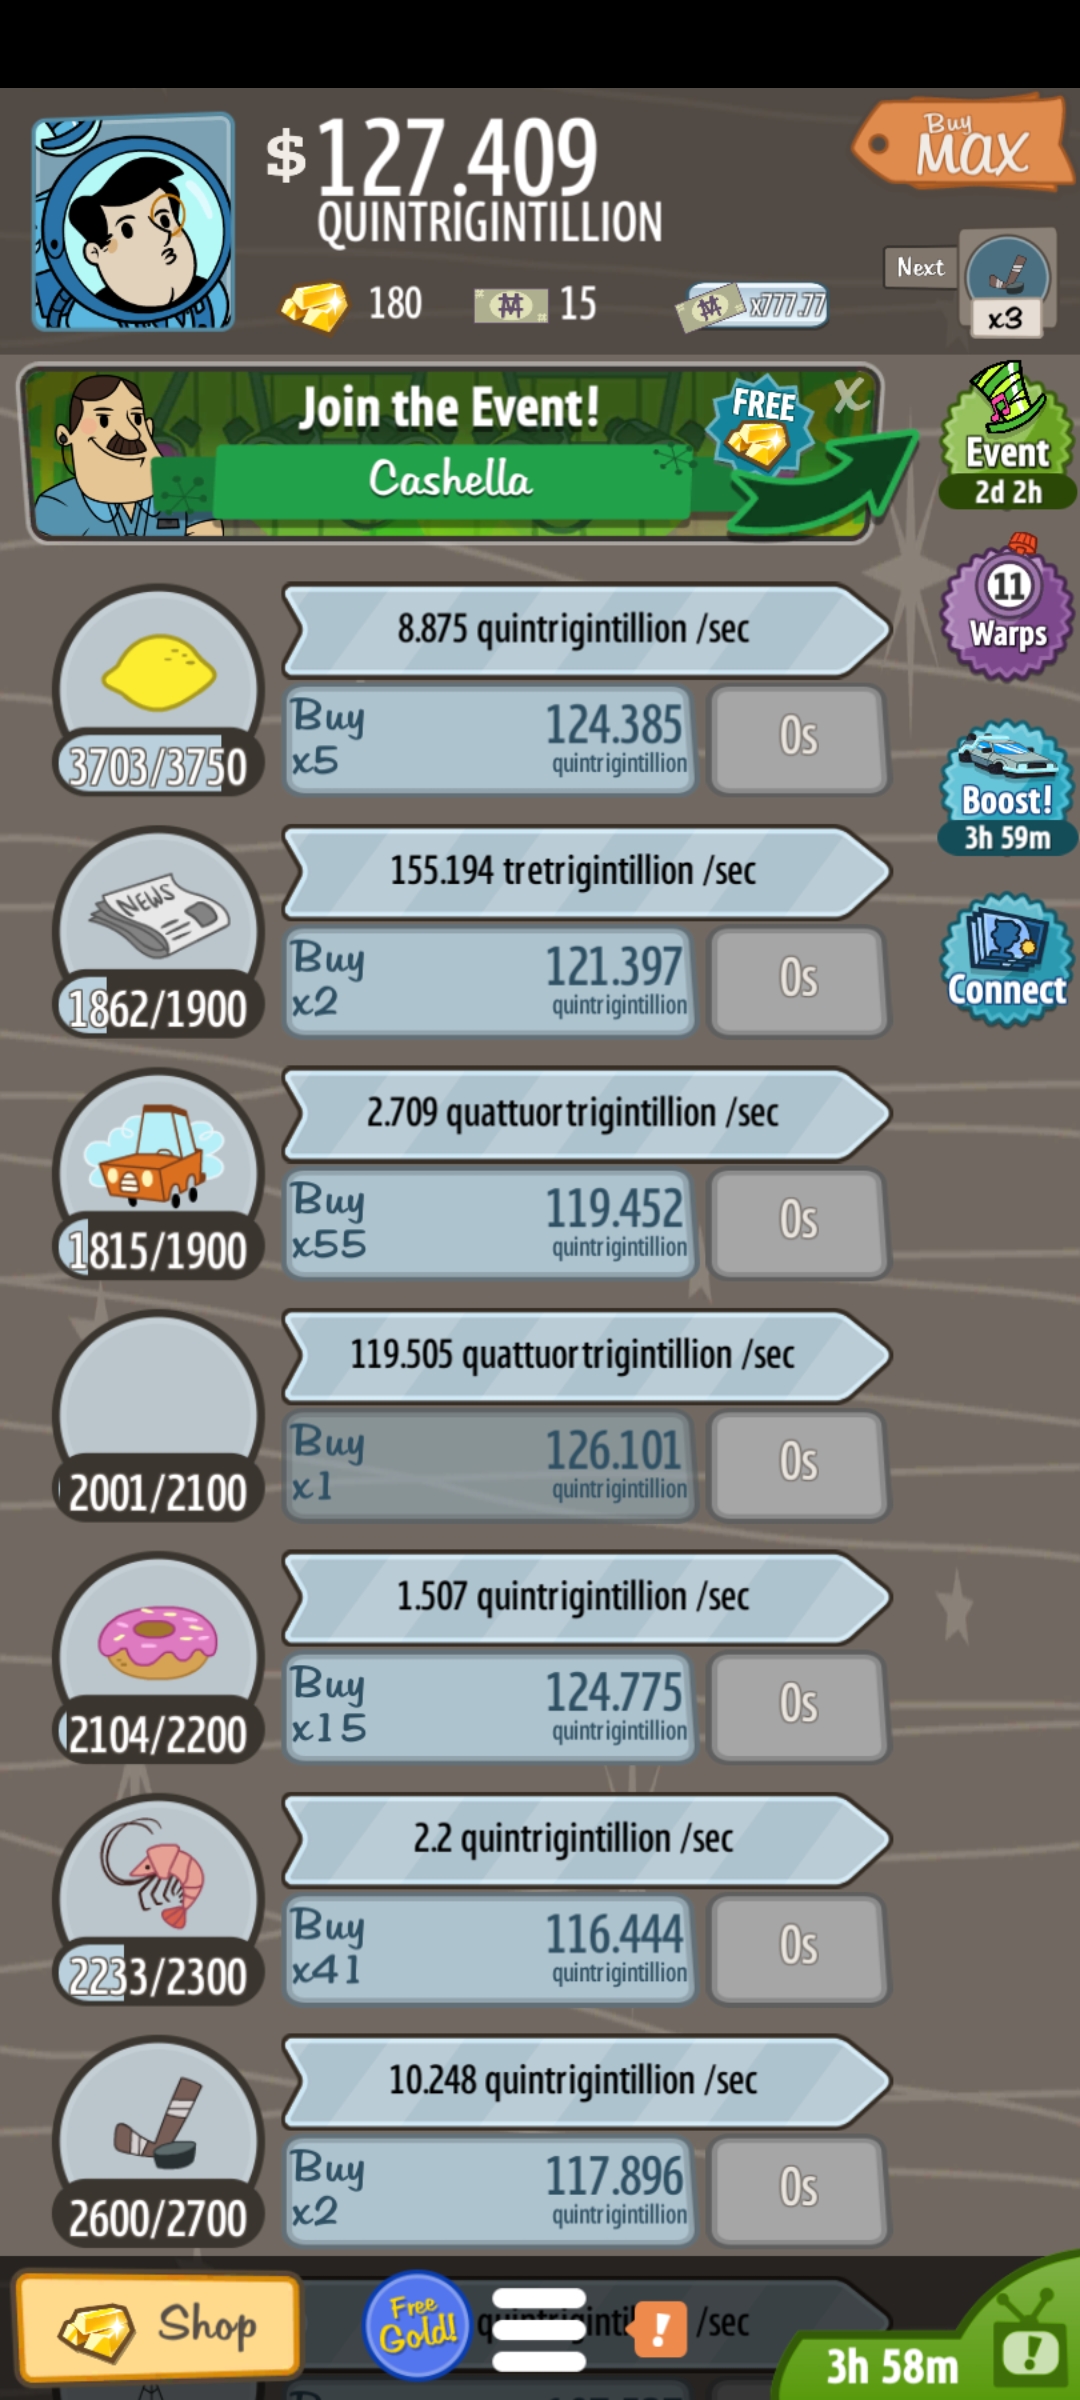 $127.409
QUINTRIGINTILLION
Buy
MAX
180
15
x777.77
Next
x3
Join the Event!
Cashella
FREE
X
Event
2d 2h
11
Warps
Boost!
3h 59m
Connect
8.875 quintrigintillion /sec
3703/3750
Buy
x5
124.385
quintrigintillion
0s
NEWS
155.194 tretrigintillion /sec
1862/1900
Buy
x2
121.397
quintrigintillion
0s
2.709 quattuortrigintillion /sec
1815/1900
Buy
x55
119.452
quintrigintillion
0s
119.505 quattuortrigintillion /sec
2001/2100
Buy
x1
126.101
quintrigintillion
0s
1.507 quintrigintillion /sec
2104/2200
Buy
x15
124.775
quintrigintillion
0s
2.2 quintrigintillion /sec
2233/2300
Buy
x41
116.444
quintrigintillion
0s
10.248 quintrigintillion /sec
2600/2700
Buy
x2
117.896
quintrigintillion
0s
Shop
Free
Gold!
!
/sec
3h 58m
!